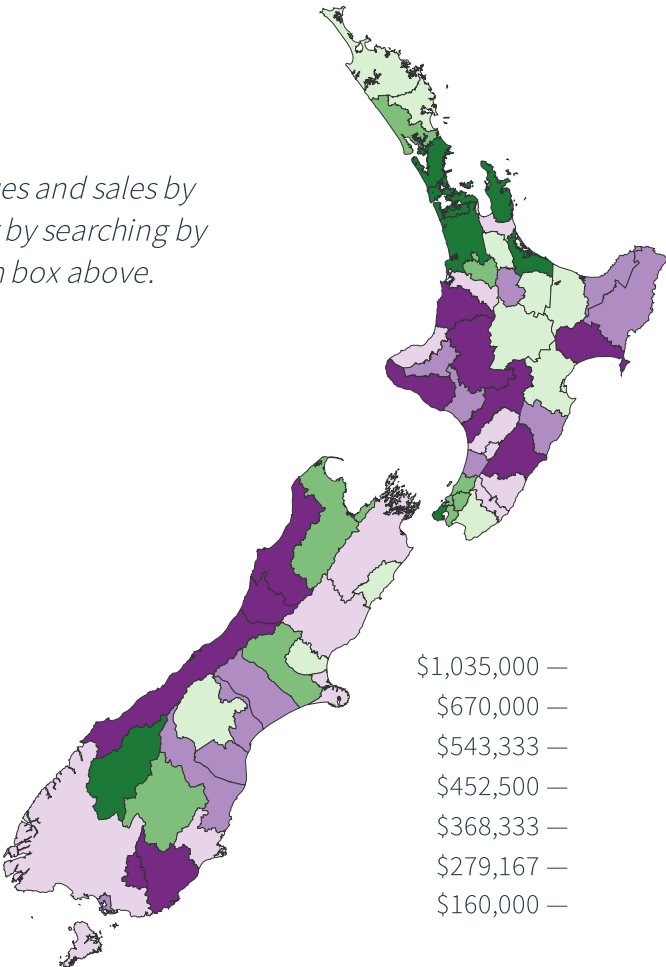 es and sales by
by searching by
box above.
$1,035,000 —
$670,000 —
$543,333 —
$452,500 —
$368,333 —
$279,167 —
$160,000 —